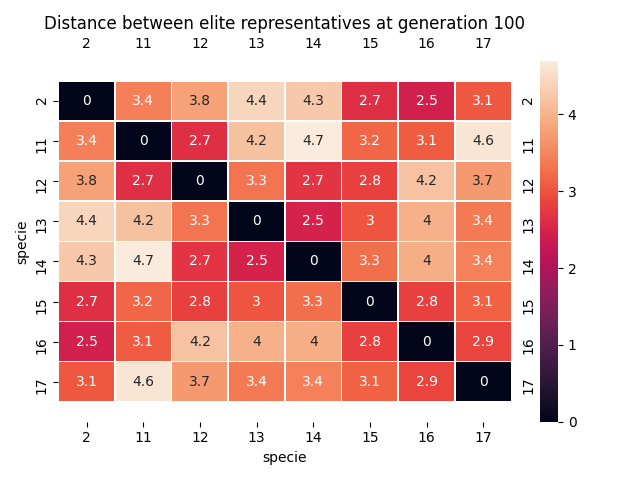 Distance between elite representatives at generation 100
2 11 12 13 14 15 16 17
2 0 3.4 3.8 4.4 4.3 2.7 2.5 3.1 2
11 3.4 0 2.7 4.2 4.7 3.2 3.1 4.6 11
12 3.8 2.7 0 3.3 2.7 2.8 4.2 3.7 12
13 4.4 4.2 3.3 0 2.5 3 4 3.4 13
14 4.3 4.7 2.7 2.5 0 3.3 4 3.4 14
15 2.7 3.2 2.8 3 3.3 0 2.8 3.1 15
16 2.5 3.1 4.2 4 4 2.8 0 2.9 16
17 3.1 4.6 3.7 3.4 3.4 3.1 2.9 0 17
2 11 12 13 14 15 16 17
specie
specie
4
3
2
1
0